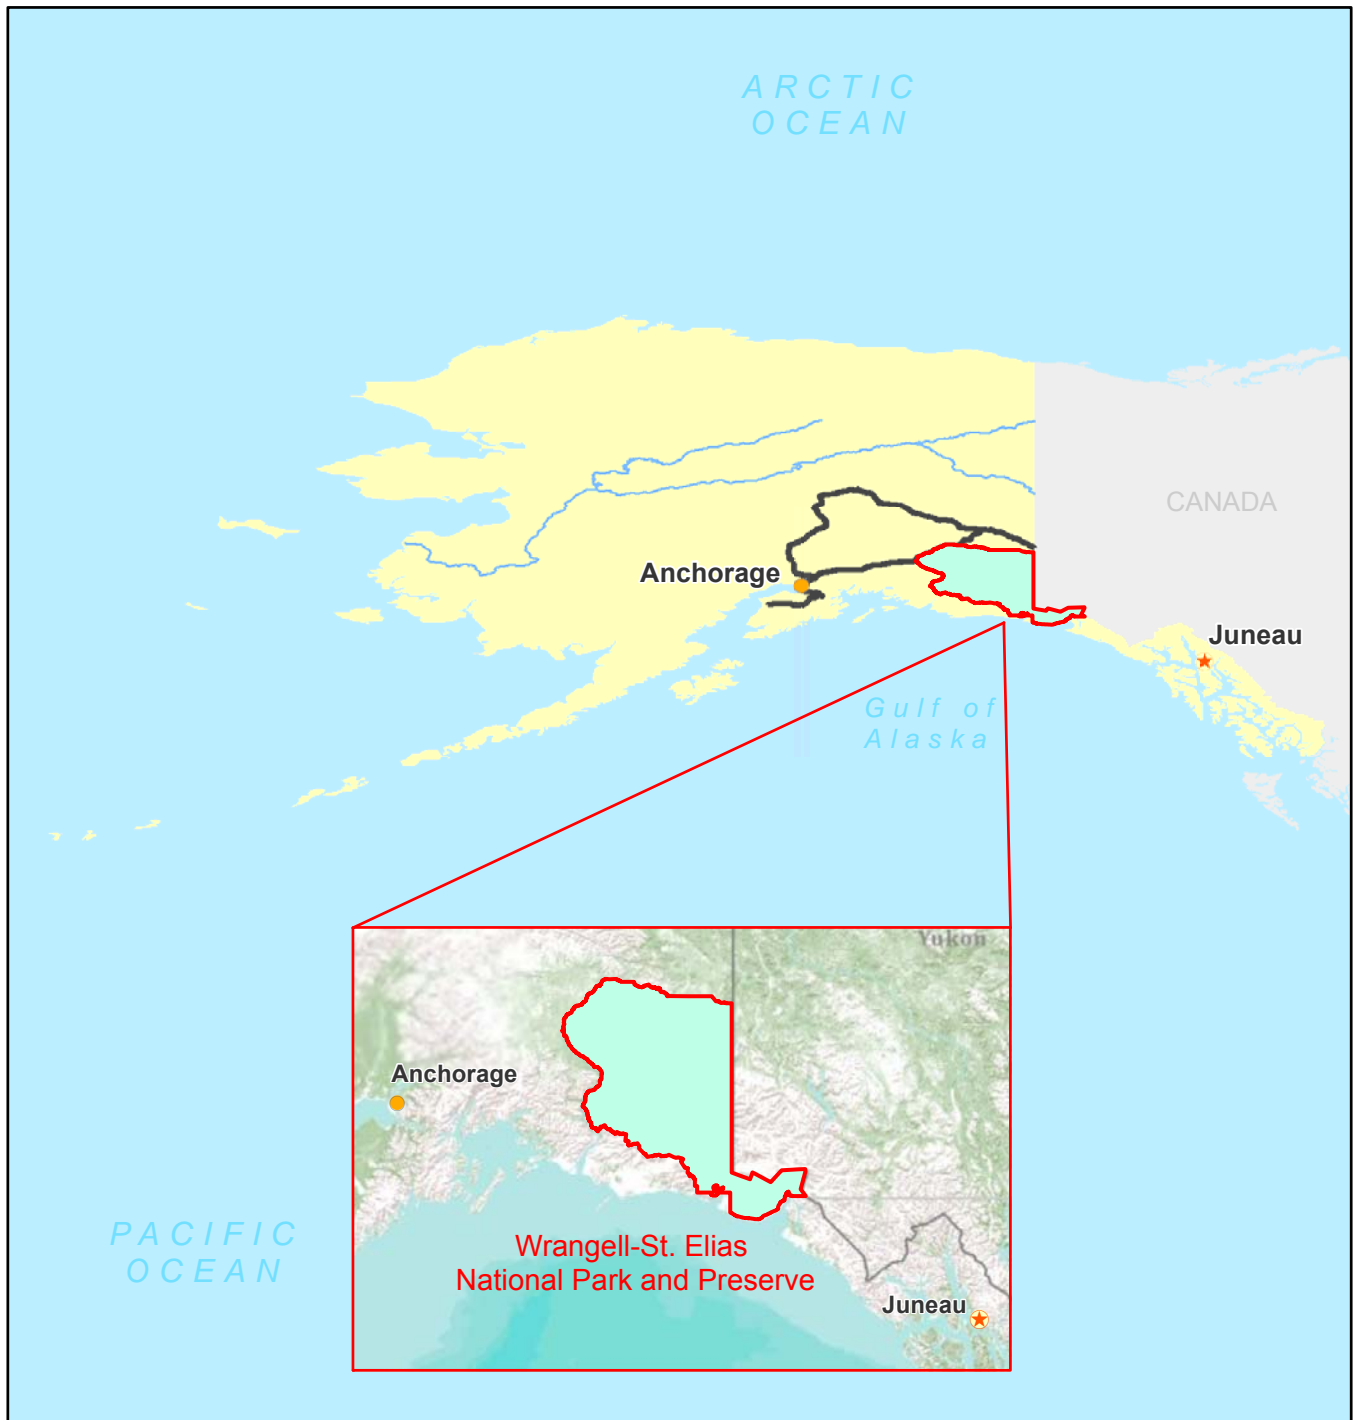 ARCTIC
OCEAN
CANADA
Anchorage
Juneau
Gulf of
Alaska
Yukon
Anchorage
PACIFIC
OCEAN
Wrangell-St. Elias
National Park and Preserve
Juneau